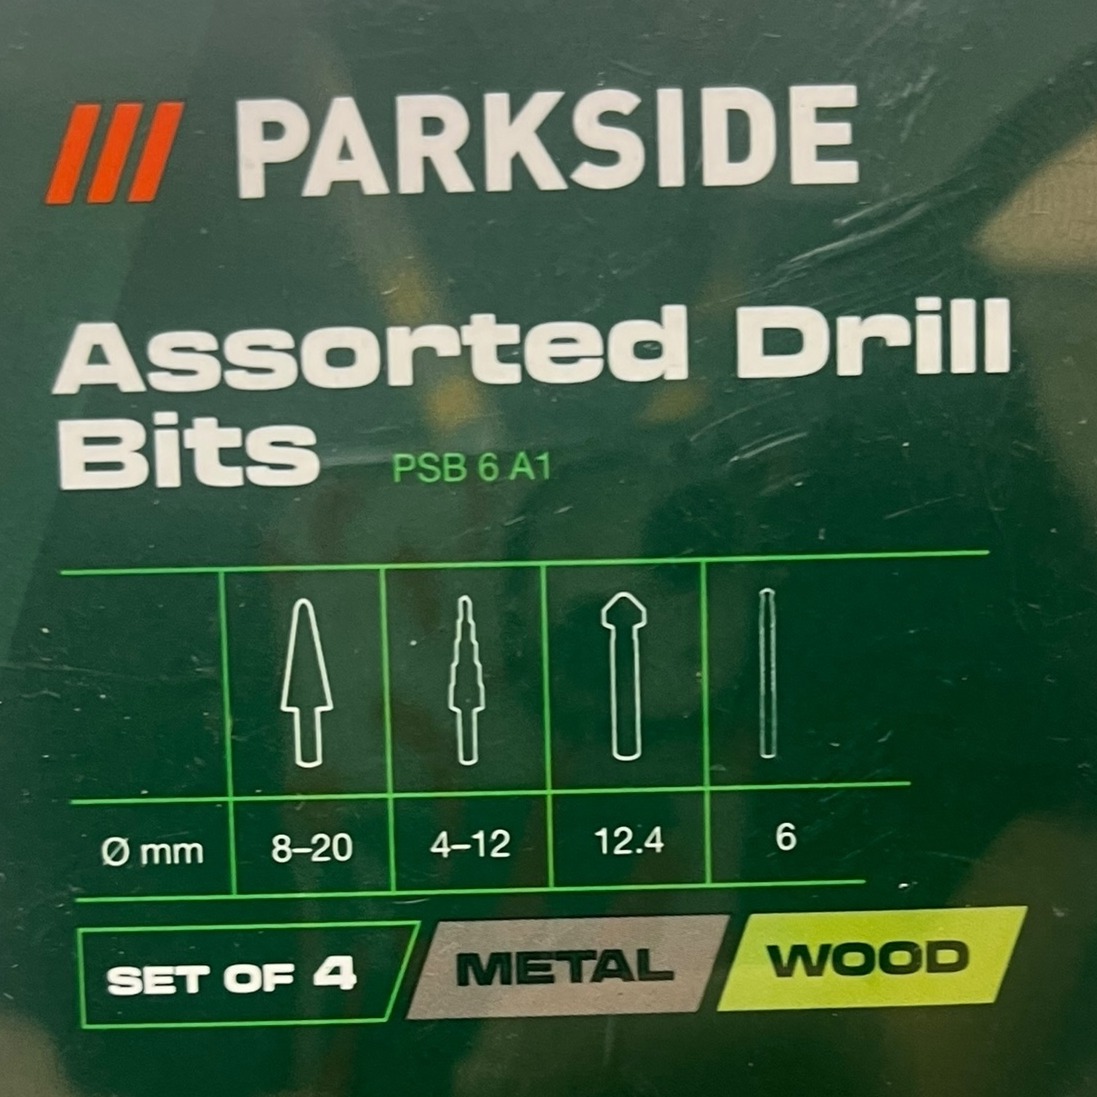 PARKSIDE
Assorted Drill
Bits PSB 6 A1
Ø mm 8–20 4–12 12.4 6
SET OF 4 METAL WOOD